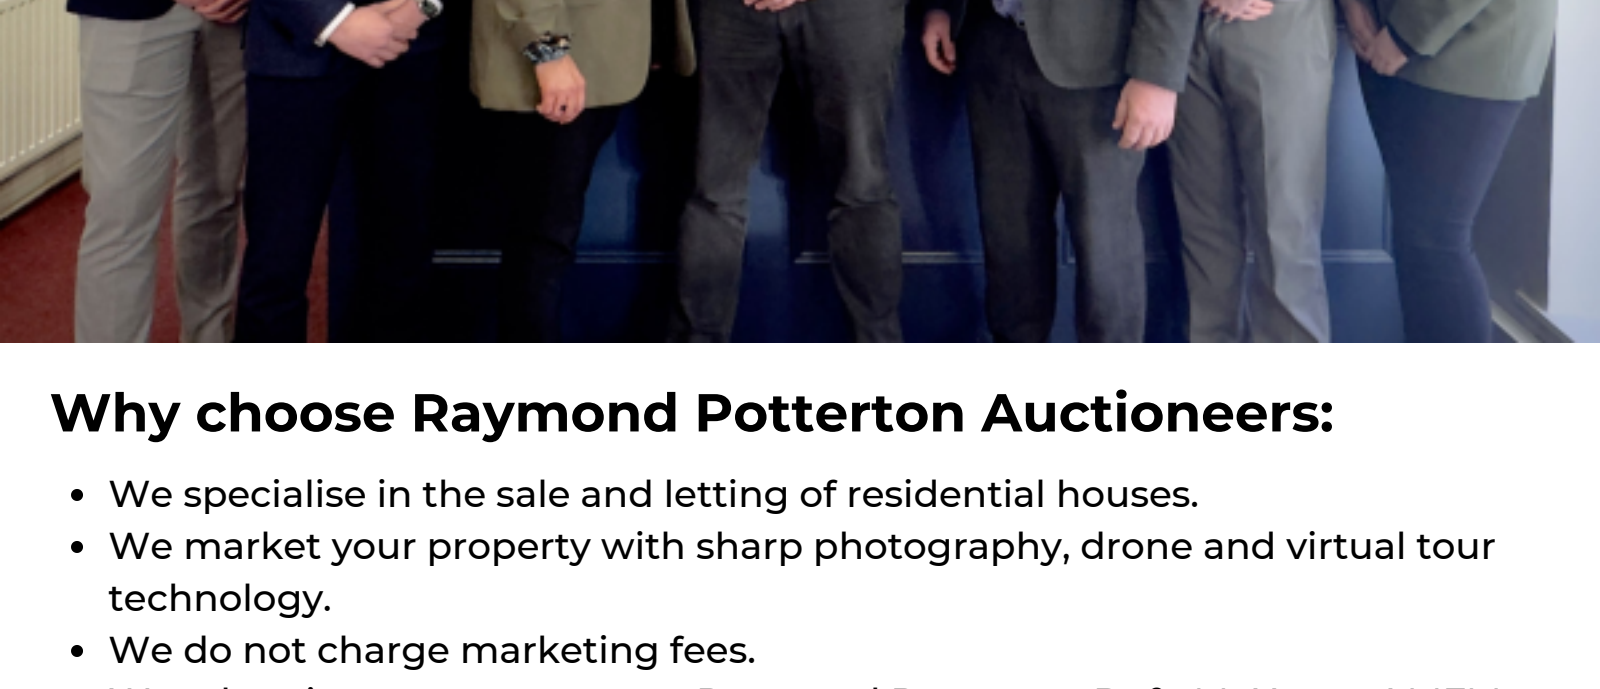 Why choose Raymond Potterton Auctioneers:
• We specialise in the sale and letting of residential houses.
• We market your property with sharp photography, drone and virtual tour
technology.
• We do not charge marketing fees.